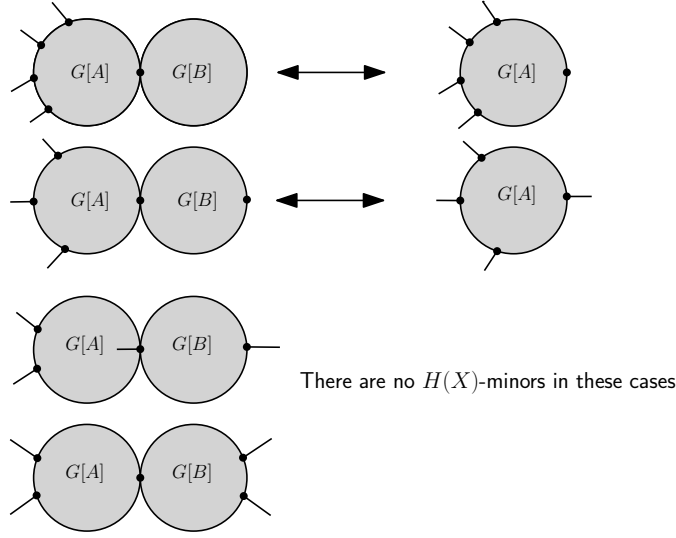 G[A] G[B] G[A]
G[A] G[B] G[A]
G[A] G[B]
There are no H(X)-minors in these cases
G[A] G[B]